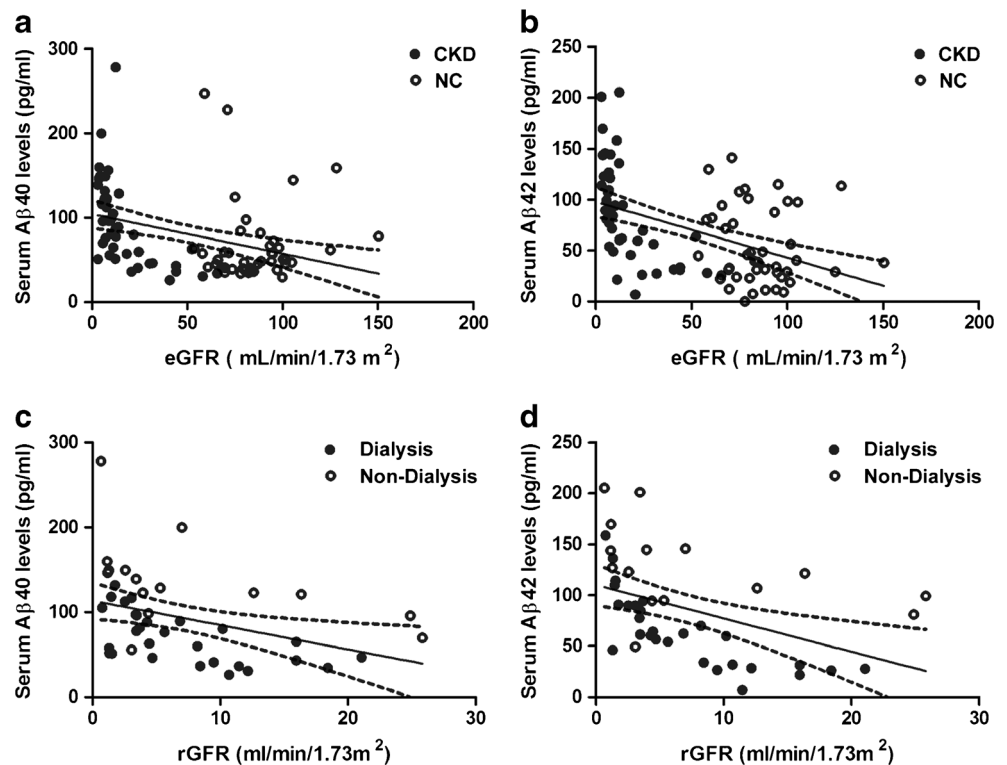 a
Serum Aβ40 levels (pg/ml)
300
200
100
0
0 50 100 150 200
eGFR ( mL/min/1.73 m²)
CKD
NC
b
Serum Aβ42 levels (pg/ml)
250
200
150
100
50
0
0 50 100 150 200
eGFR ( mL/min/1.73 m²)
CKD
NC
c
Serum Aβ40 levels (pg/ml)
300
200
100
0
0 10 20 30
rGFR (ml/min/1.73m²)
Dialysis
Non-Dialysis
d
Serum Aβ42 levels (pg/ml)
250
200
150
100
50
0
0 10 20 30
rGFR (ml/min/1.73m²)
Dialysis
Non-Dialysis